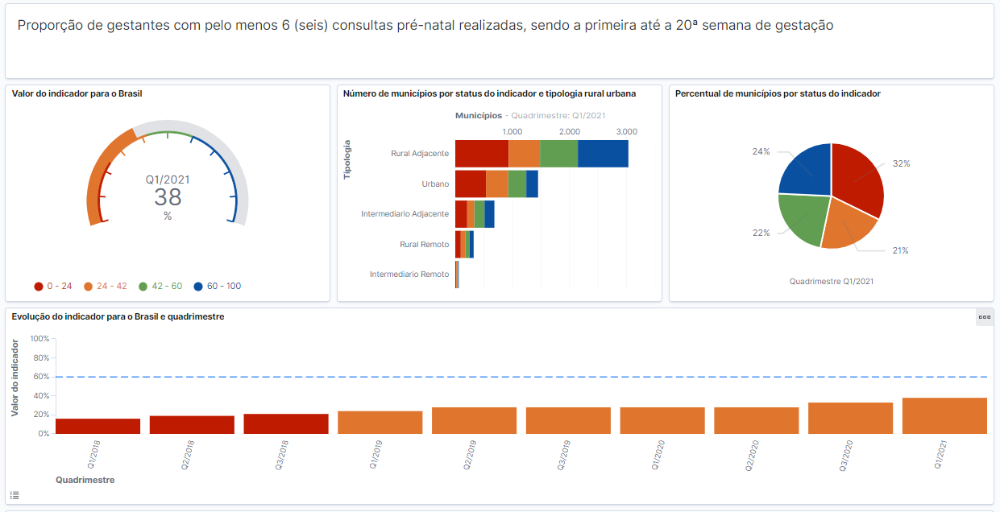 Proporção de gestantes com pelo menos 6 (seis) consultas pré-natal realizadas, sendo a primeira até a 20ª semana de gestação
Valor do indicador para o Brasil
Q1/2021
38
%
0 - 24
24 - 42
42 - 60
60 - 100
Número de municípios por status do indicador e tipologia rural urbana
Municípios - Quadrimestre: Q1/2021
1.000
2.000
3.000
Tipologia
Rural Adjacente
Urbano
Intermediario Adjacente
Rural Remoto
Intermediario Remoto
Percentual de municípios por status do indicador
24%
32%
22%
21%
Quadrimestre Q1/2021
Evolução do indicador para o Brasil e quadrimestre
Valor do indicador
100%
80%
60%
40%
20%
0%
Q1/2018
Q2/2018
Q3/2018
Q1/2019
Q2/2019
Q3/2019
Q1/2020
Q2/2020
Q3/2020
Q1/2021
Quadrimestre